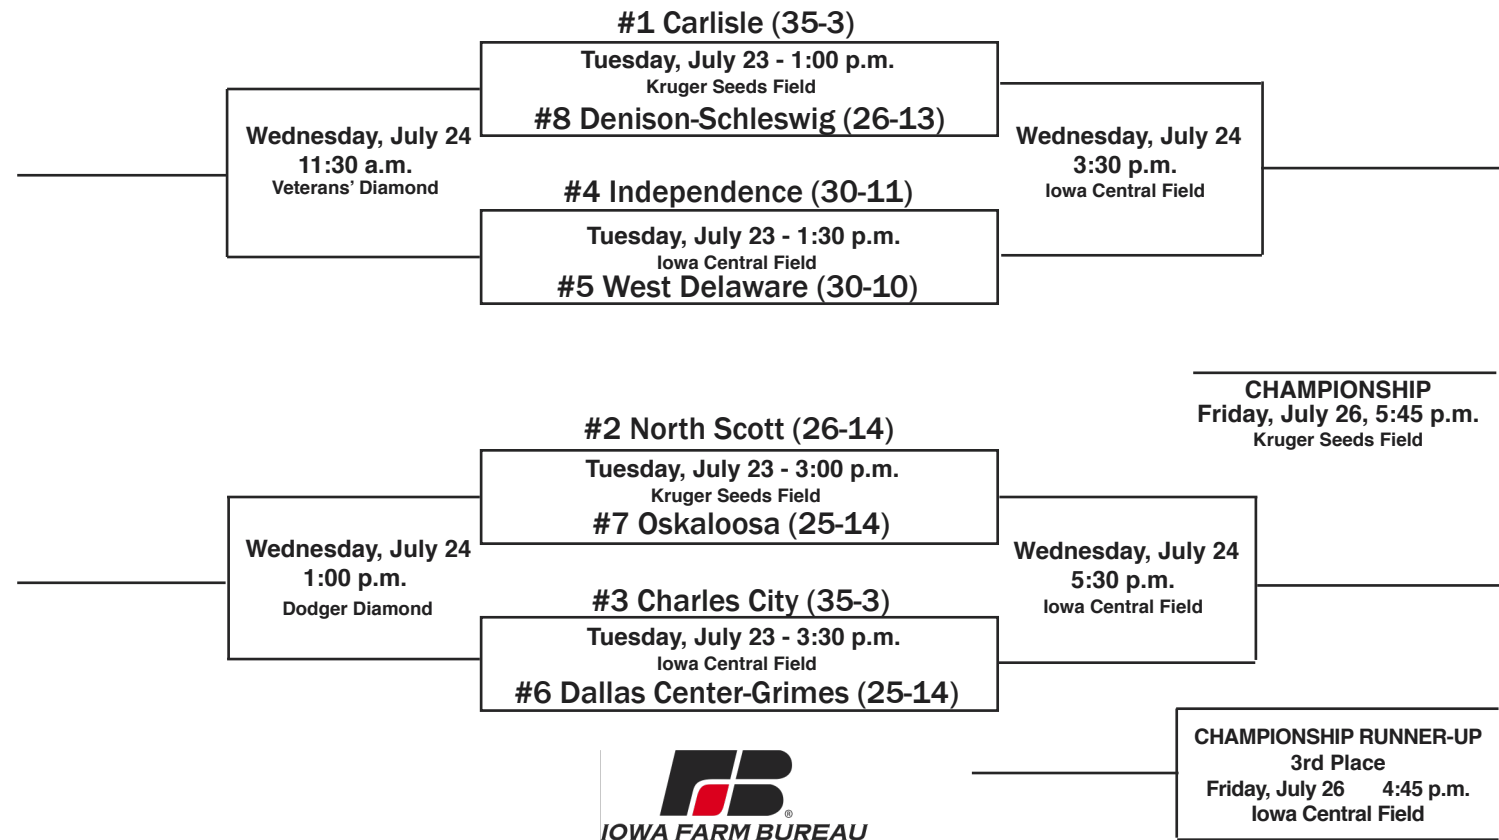 #1 Carlisle (35-3)
Tuesday, July 23 - 1:00 p.m.
Kruger Seeds Field
#8 Denison-Schleswig (26-13)
Wednesday, July 24
11:30 a.m.
Veterans’ Diamond
Wednesday, July 24
3:30 p.m.
Iowa Central Field
#4 Independence (30-11)
Tuesday, July 23 - 1:30 p.m.
Iowa Central Field
#5 West Delaware (30-10)
CHAMPIONSHIP
Friday, July 26, 5:45 p.m.
Kruger Seeds Field
#2 North Scott (26-14)
Tuesday, July 23 - 3:00 p.m.
Kruger Seeds Field
#7 Oskaloosa (25-14)
Wednesday, July 24
1:00 p.m.
Dodger Diamond
Wednesday, July 24
5:30 p.m.
Iowa Central Field
#3 Charles City (35-3)
Tuesday, July 23 - 3:30 p.m.
Iowa Central Field
#6 Dallas Center-Grimes (25-14)
CHAMPIONSHIP RUNNER-UP
3rd Place
Friday, July 26 4:45 p.m.
Iowa Central Field
FB®
IOWA FARM BUREAU